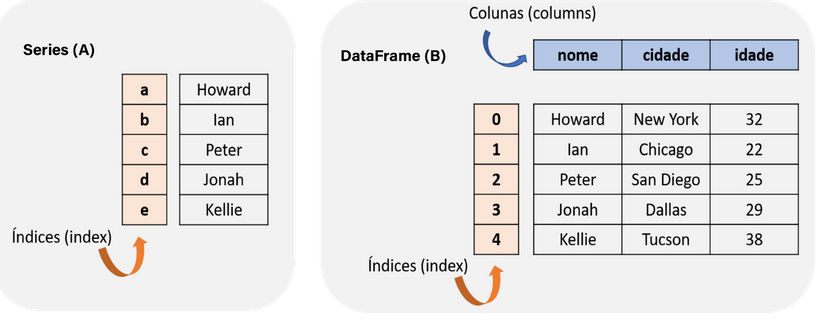 Series (A)
a Howard
b Ian
c Peter
d Jonah
e Kellie
Índices (index)
Colunas (columns)
DataFrame (B)
nome cidade idade
0 Howard New York 32
1 Ian Chicago 22
2 Peter San Diego 25
3 Jonah Dallas 29
4 Kellie Tucson 38
Índices (index)